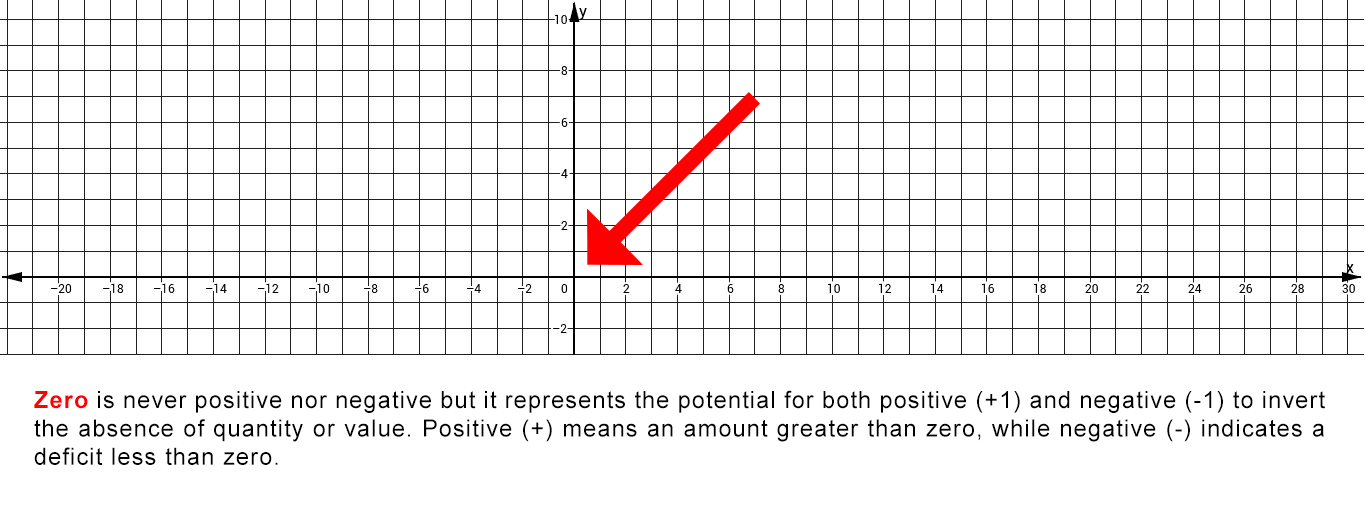 10 y
8
6
4
2
x
−20 −18 −16 −14 −12 −10 −8 −6 −4 −2 0 2 4 6 8 10 12 14 16 18 20 22 24 26 28 30
−2
Zero is never positive nor negative but it represents the potential for both positive (+1) and negative (-1) to invert
the absence of quantity or value. Positive (+) means an amount greater than zero, while negative (-) indicates a
deficit less than zero.